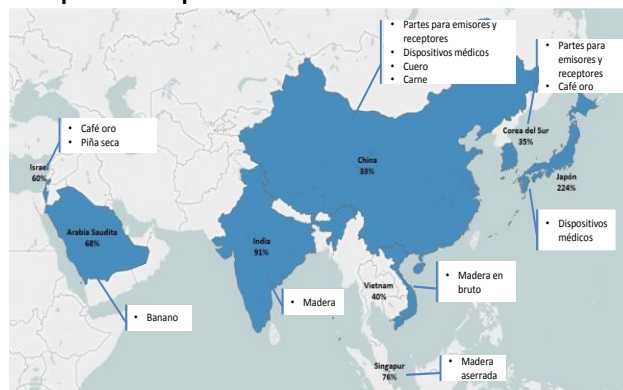 • Partes para emisores y
receptores
• Dispositivos médicos
• Cuero
• Carne
• Partes para
emisores y
receptores
• Café oro
• Café oro
• Piña seca
Corea del Sur
35%
China
33%
Israel
60%
Japón
224%
Arabia Saudita
68%
India
91%
• Dispositivos
médicos
Vietnam
40%
• Madera en
bruto
• Madera
• Banano
Singapur
76%
• Madera
aserrada